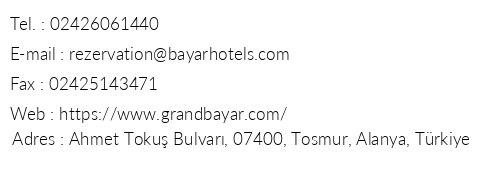 Tel. : 02426061440
E-mail : rezervation@bayarhotels.com
Fax : 02425143471
Web : https://www.grandbayar.com/
Adres : Ahmet Tokuş Bulvarı, 07400, Tosmur, Alanya, Türkiye